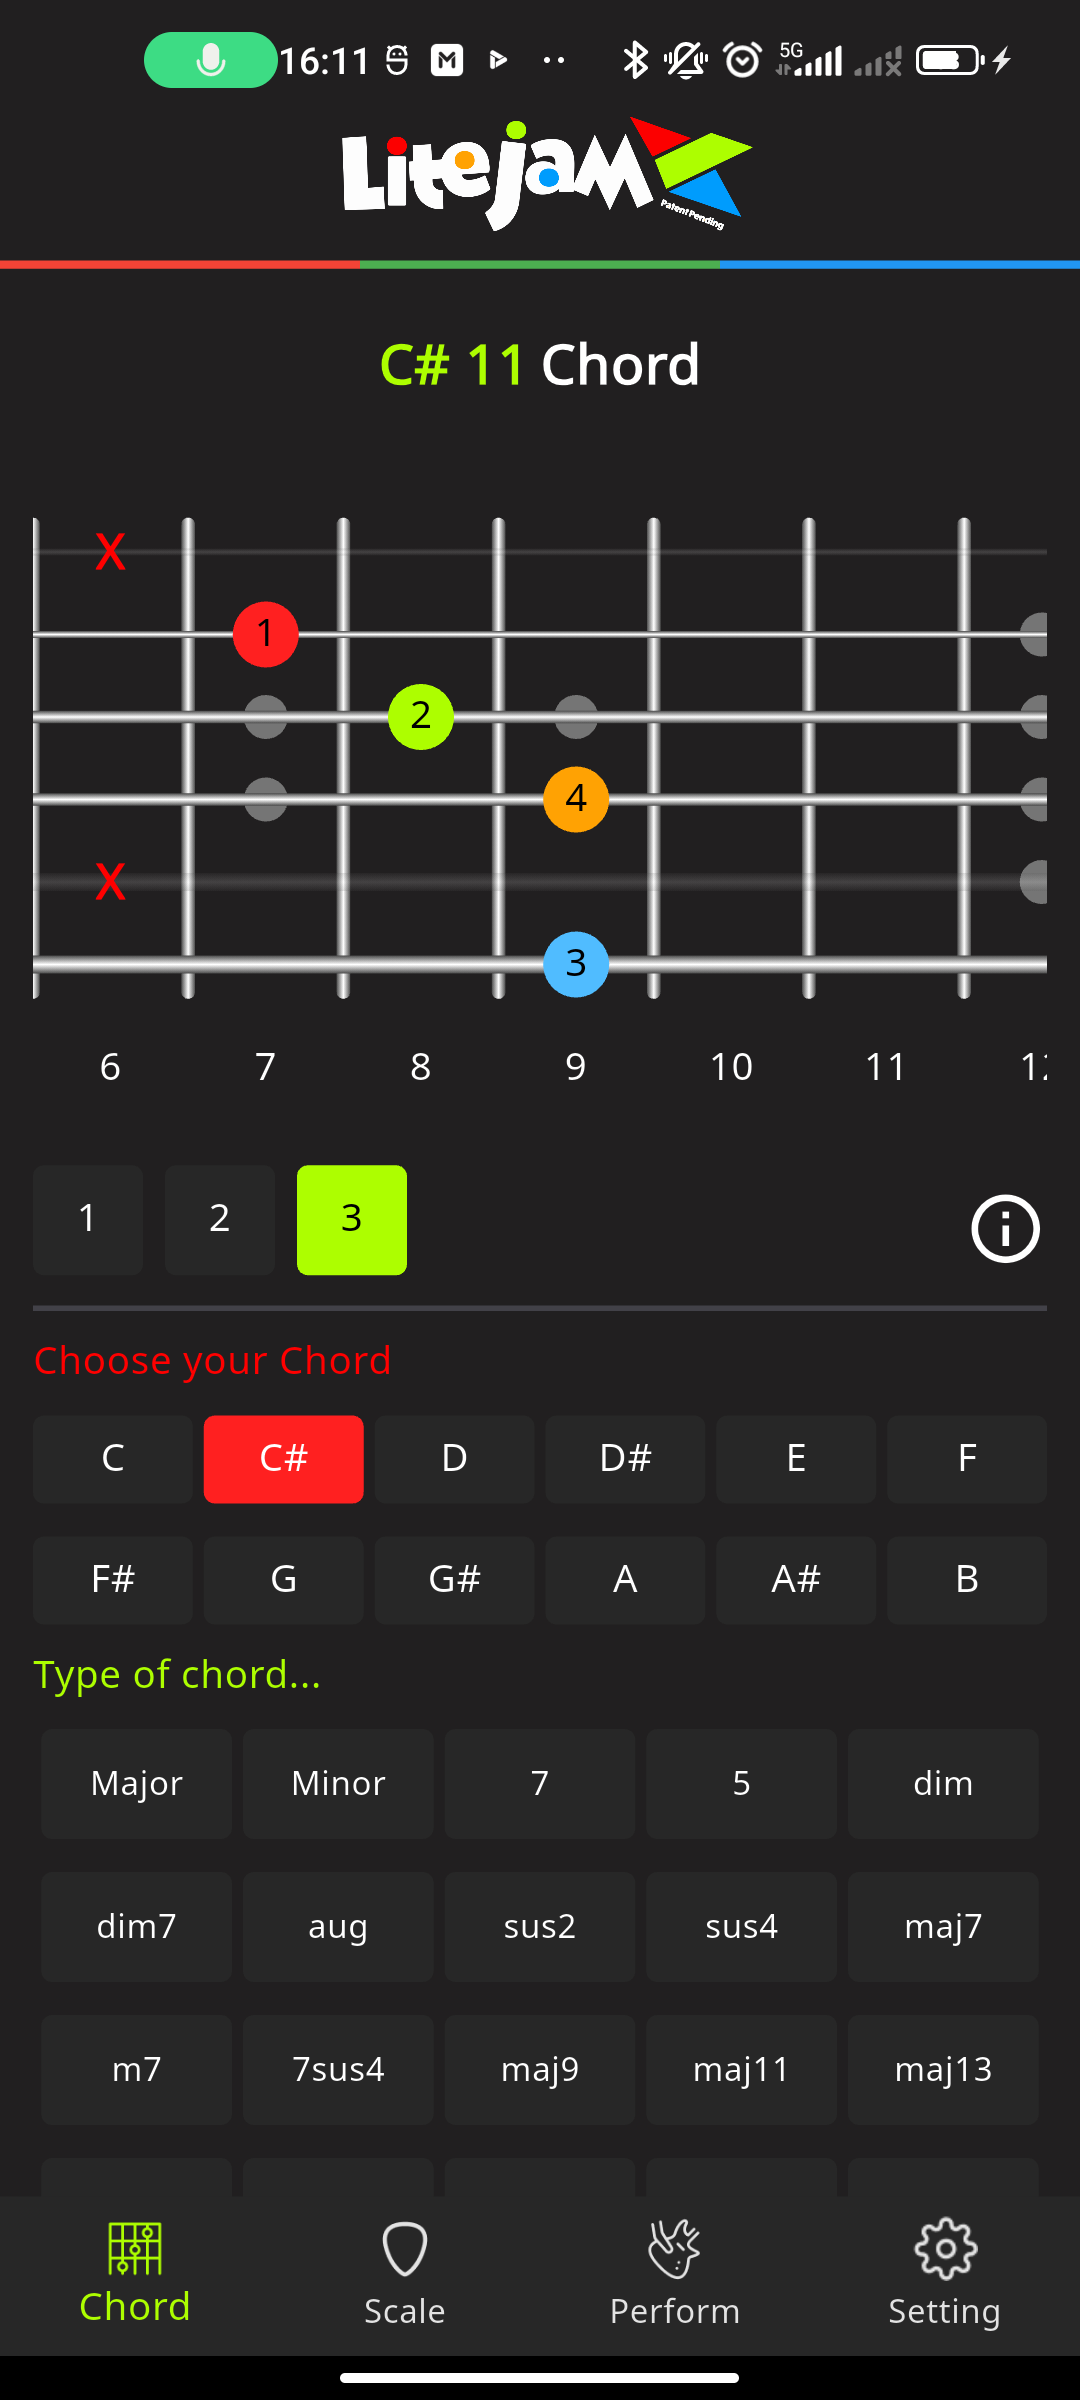 16:11
5G
LiteJam
Patent Pending
C# 11 Chord
X
1
2
4
X
3
6 7 8 9 10 11
1 2 3
Choose your Chord
C C# D D# E F
F# G G# A A# B
Type of chord...
Major Minor 7 5 dim
dim7 aug sus2 sus4 maj7
m7 7sus4 maj9 maj11 maj13
Chord Scale Perform Setting